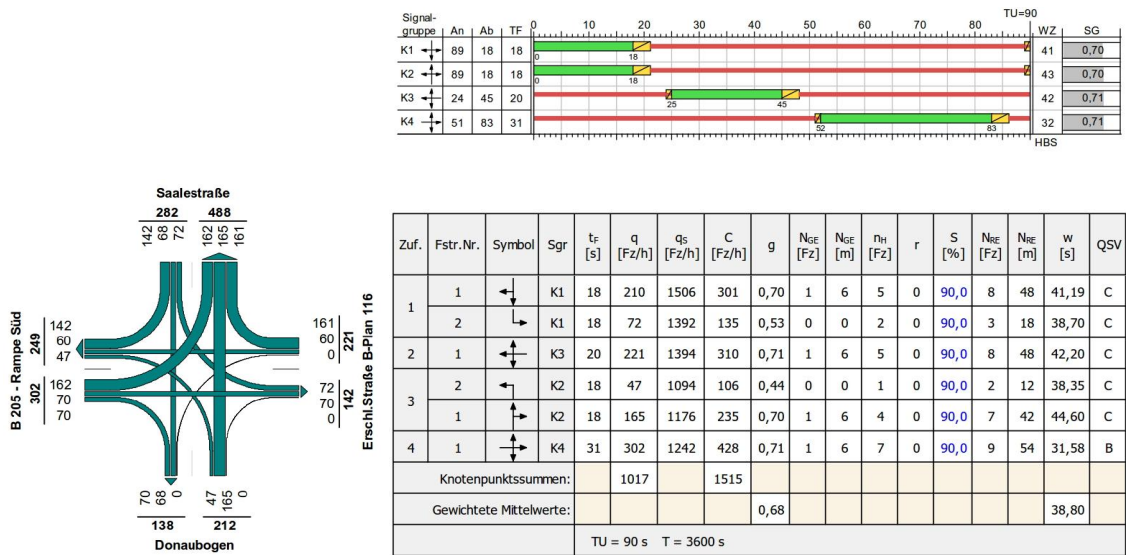 TU=90
Signal-
gruppe An Ab TF 0 20 40 60 80 WZ SG
K1 89 18 18 0 18 41 0,70
K2 89 18 18 0 18 43 0,70
K3 24 45 20 25 45 42 0,71
K4 51 83 31 52 83 32 0,71
HBS
Saalestraße
282 488
142 68 72 162 165 161
B 205 - Rampe Süd
249
142
60
47
302
162
70
70
161
60
0
221
72
70
0
142
Erschl.Straße B-Plan 116
70 68 0 47 165 0
138 212
Donaubogen
Zuf. Fstr.Nr. Symbol Sgr tF [s] q [Fz/h] qS [Fz/h] C [Fz/h] g NGE [Fz] NGE [m] nH [Fz] r S [%] NRE [Fz] NRE [m] w [s] QSV
1 1 K1 18 210 1506 301 0,70 1 6 5 0 90,0 8 48 41,19 C
2 K1 18 72 1392 135 0,53 0 0 2 0 90,0 3 18 38,70 C
2 1 K3 20 221 1394 310 0,71 1 6 5 0 90,0 8 48 42,20 C
3 2 K2 18 47 1094 106 0,44 0 0 1 0 90,0 2 12 38,35 C
1 K2 18 165 1176 235 0,70 1 6 4 0 90,0 7 42 44,60 C
4 1 K4 31 302 1242 428 0,71 1 6 7 0 90,0 9 54 31,58 B
Knotenpunktssummen: 1017 1515
Gewichtete Mittelwerte: 0,68 38,80
TU = 90 s T = 3600 s